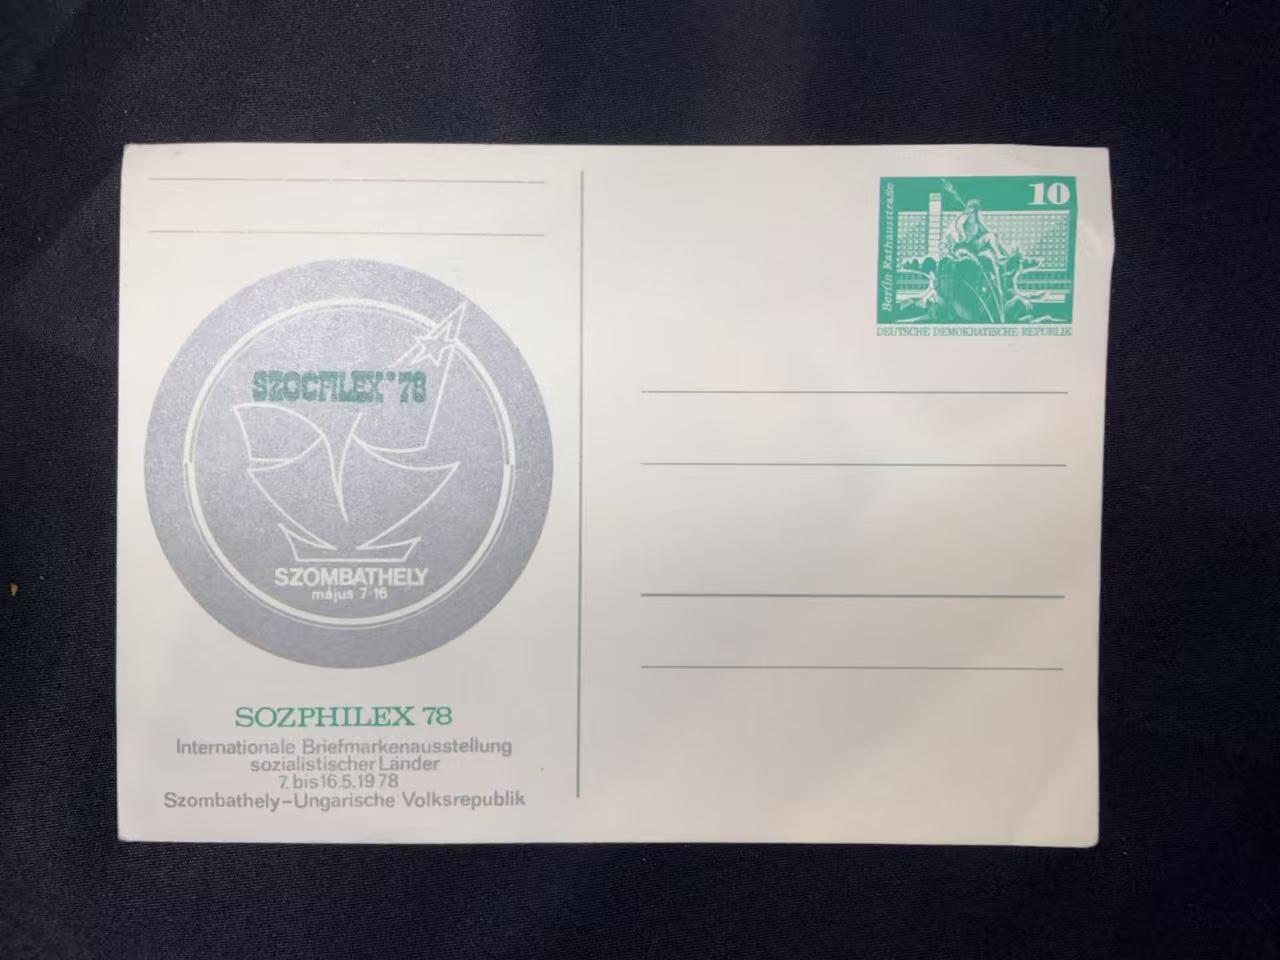 SZOCFILEX '78
SZOMBATHELY
május 7-16
SOZPHILEX 78
Internationale Briefmarkenausstellung
sozialistischer Länder
7. bis 16.5.1978
Szombathely-Ungarische Volksrepublik
10
Berlin-Rathausstraße
DEUTSCHE DEMOKRATISCHE REPUBLIK